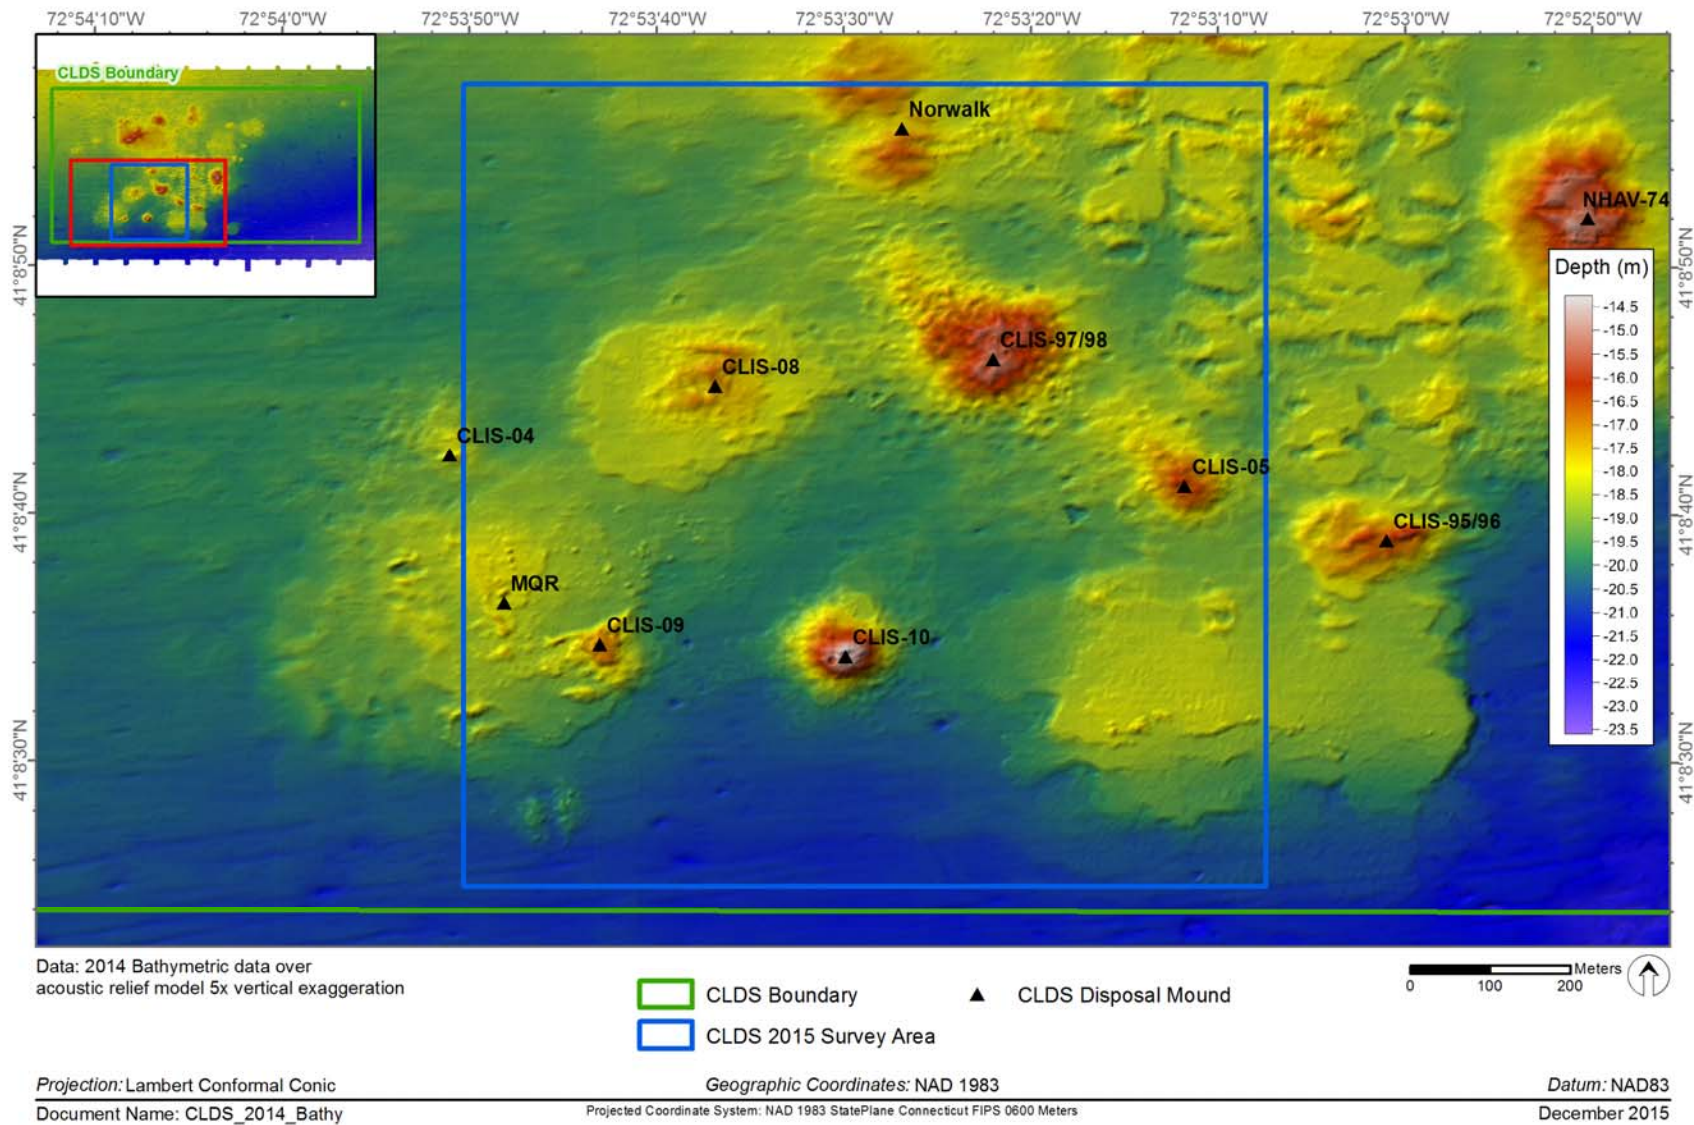 72°54'10"W 72°54'0"W 72°53'50"W 72°53'40"W 72°53'30"W 72°53'20"W 72°53'10"W 72°53'0"W 72°52'50"W
CLDS Boundary
Norwalk
NHAV-74
41°8'50"N
41°8'50"N
Depth (m)
-14.5
-15.0
-15.5
-16.0
-16.5
-17.0
-17.5
-18.0
-18.5
-19.0
-19.5
-20.0
-20.5
-21.0
-21.5
-22.0
-22.5
-23.0
-23.5
CLIS-97/98
CLIS-08
CLIS-04
CLIS-05
41°8'40"N
41°8'40"N
CLIS-95/96
MQR
CLIS-09
CLIS-10
41°8'30"N
41°8'30"N
Data: 2014 Bathymetric data over
acoustic relief model 5x vertical exaggeration
CLDS Boundary
CLDS Disposal Mound
CLDS 2015 Survey Area
Meters
0 100 200
Projection: Lambert Conformal Conic
Geographic Coordinates: NAD 1983
Datum: NAD83
Document Name: CLDS_2014_Bathy
Projected Coordinate System: NAD 1983 StatePlane Connecticut FIPS 0600 Meters
December 2015